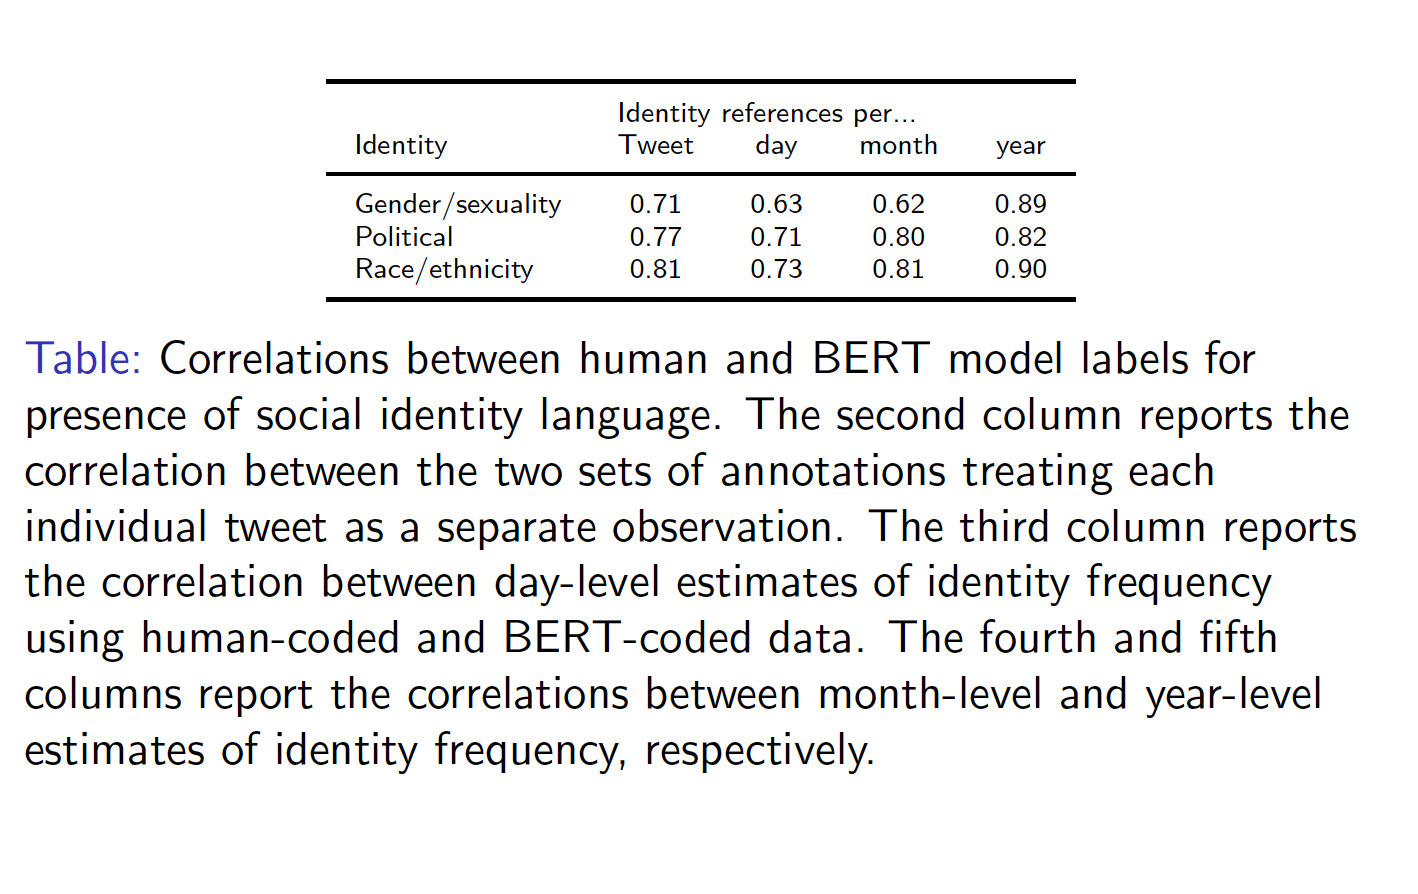 Identity references per...
Identity Tweet day month year
Gender/sexuality 0.71 0.63 0.62 0.89
Political 0.77 0.71 0.80 0.82
Race/ethnicity 0.81 0.73 0.81 0.90
Table: Correlations between human and BERT model labels for
presence of social identity language. The second column reports the
correlation between the two sets of annotations treating each
individual tweet as a separate observation. The third column reports
the correlation between day-level estimates of identity frequency
using human-coded and BERT-coded data. The fourth and fifth
columns report the correlations between month-level and year-level
estimates of identity frequency, respectively.